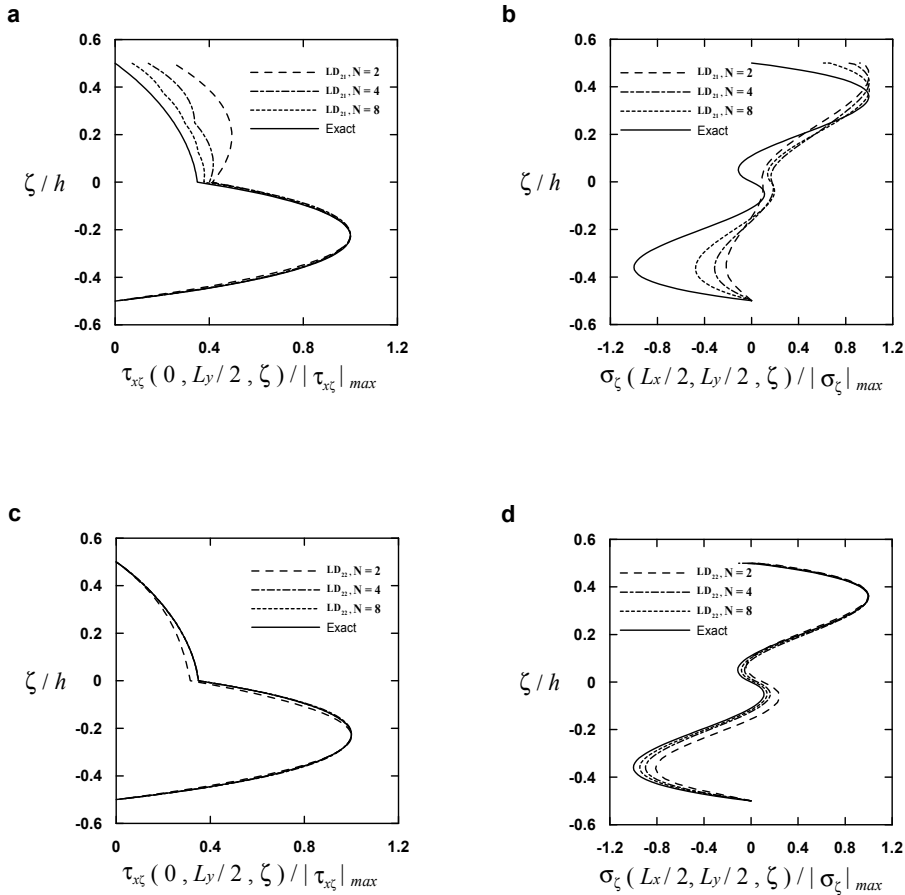 a
0.6
0.4
0.2
0
-0.2
-0.4
-0.6
ζ / h
LD₂₁, N = 2
LD₂₁, N = 4
LD₂₁, N = 8
Exact
0 0.4 0.8 1.2
τxζ ( 0 , Ly / 2 , ζ ) / | τxζ | max
b
0.6
0.4
0.2
0
-0.2
-0.4
-0.6
ζ / h
LD₂₁, N = 2
LD₂₁, N = 4
LD₂₁, N = 8
Exact
-1.2 -0.8 -0.4 0 0.4 0.8 1.2
σζ ( Lx / 2, Ly / 2 , ζ ) / | σζ | max
c
0.6
0.4
0.2
0
-0.2
-0.4
-0.6
ζ / h
LD₂₂, N = 2
LD₂₂, N = 4
LD₂₂, N = 8
Exact
0 0.4 0.8 1.2
τxζ ( 0 , Ly / 2 , ζ ) / | τxζ | max
d
0.6
0.4
0.2
0
-0.2
-0.4
-0.6
ζ / h
LD₂₂, N = 2
LD₂₂, N = 4
LD₂₂, N = 8
Exact
-1.2 -0.8 -0.4 0 0.4 0.8 1.2
σζ ( Lx / 2, Ly / 2 , ζ ) / | σζ | max